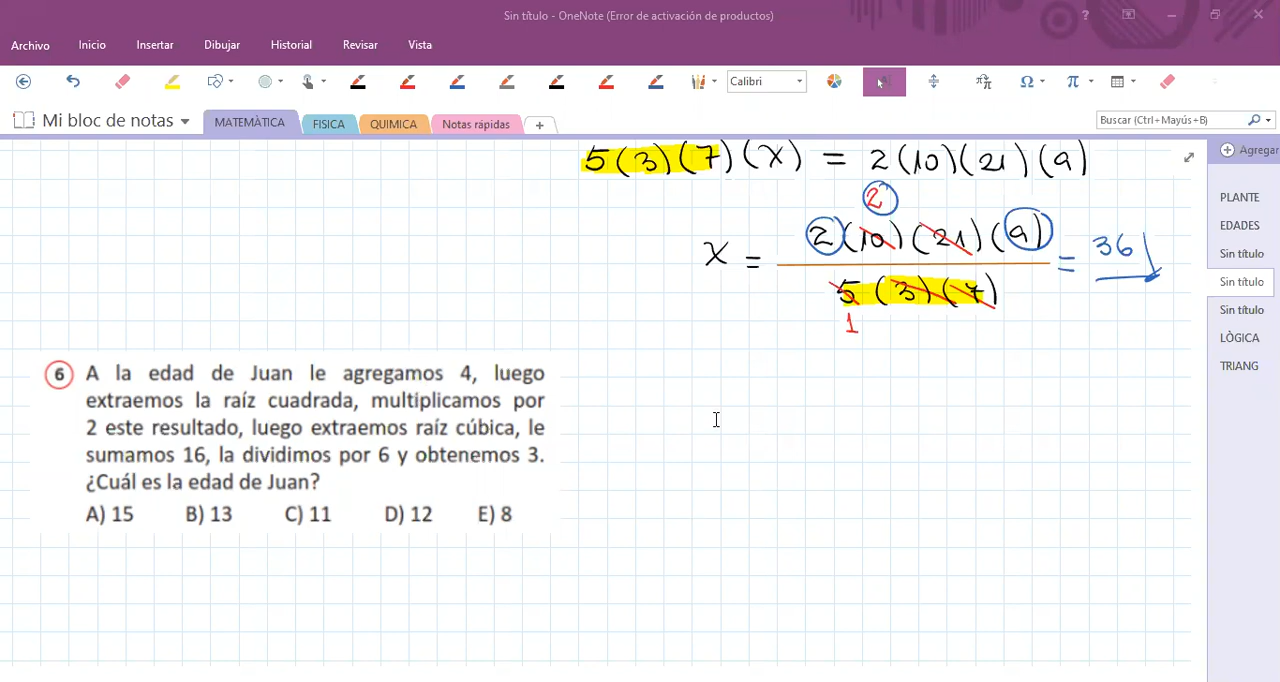 Sin título - OneNote (Error de activación de productos)
?
Archivo Inicio Insertar Dibujar Historial Revisar Vista
Calibri
Mi bloc de notas MATEMÀTICA FISICA QUIMICA Notas rápidas +
Buscar (Ctrl+Mayús+B)
Agregar
PLANTE
EDADES
Sin título
Sin título
Sin título
LÒGICA
TRIANG
5(3)(7)(x) = 2(10)(21)(9)
2
x = 2(10)(21)(9) = 36
5(3)(7)
1
6 A la edad de Juan le agregamos 4, luego
extraemos la raíz cuadrada, multiplicamos por
2 este resultado, luego extraemos raíz cúbica, le
sumamos 16, la dividimos por 6 y obtenemos 3.
¿Cuál es la edad de Juan?
A) 15 B) 13 C) 11 D) 12 E) 8